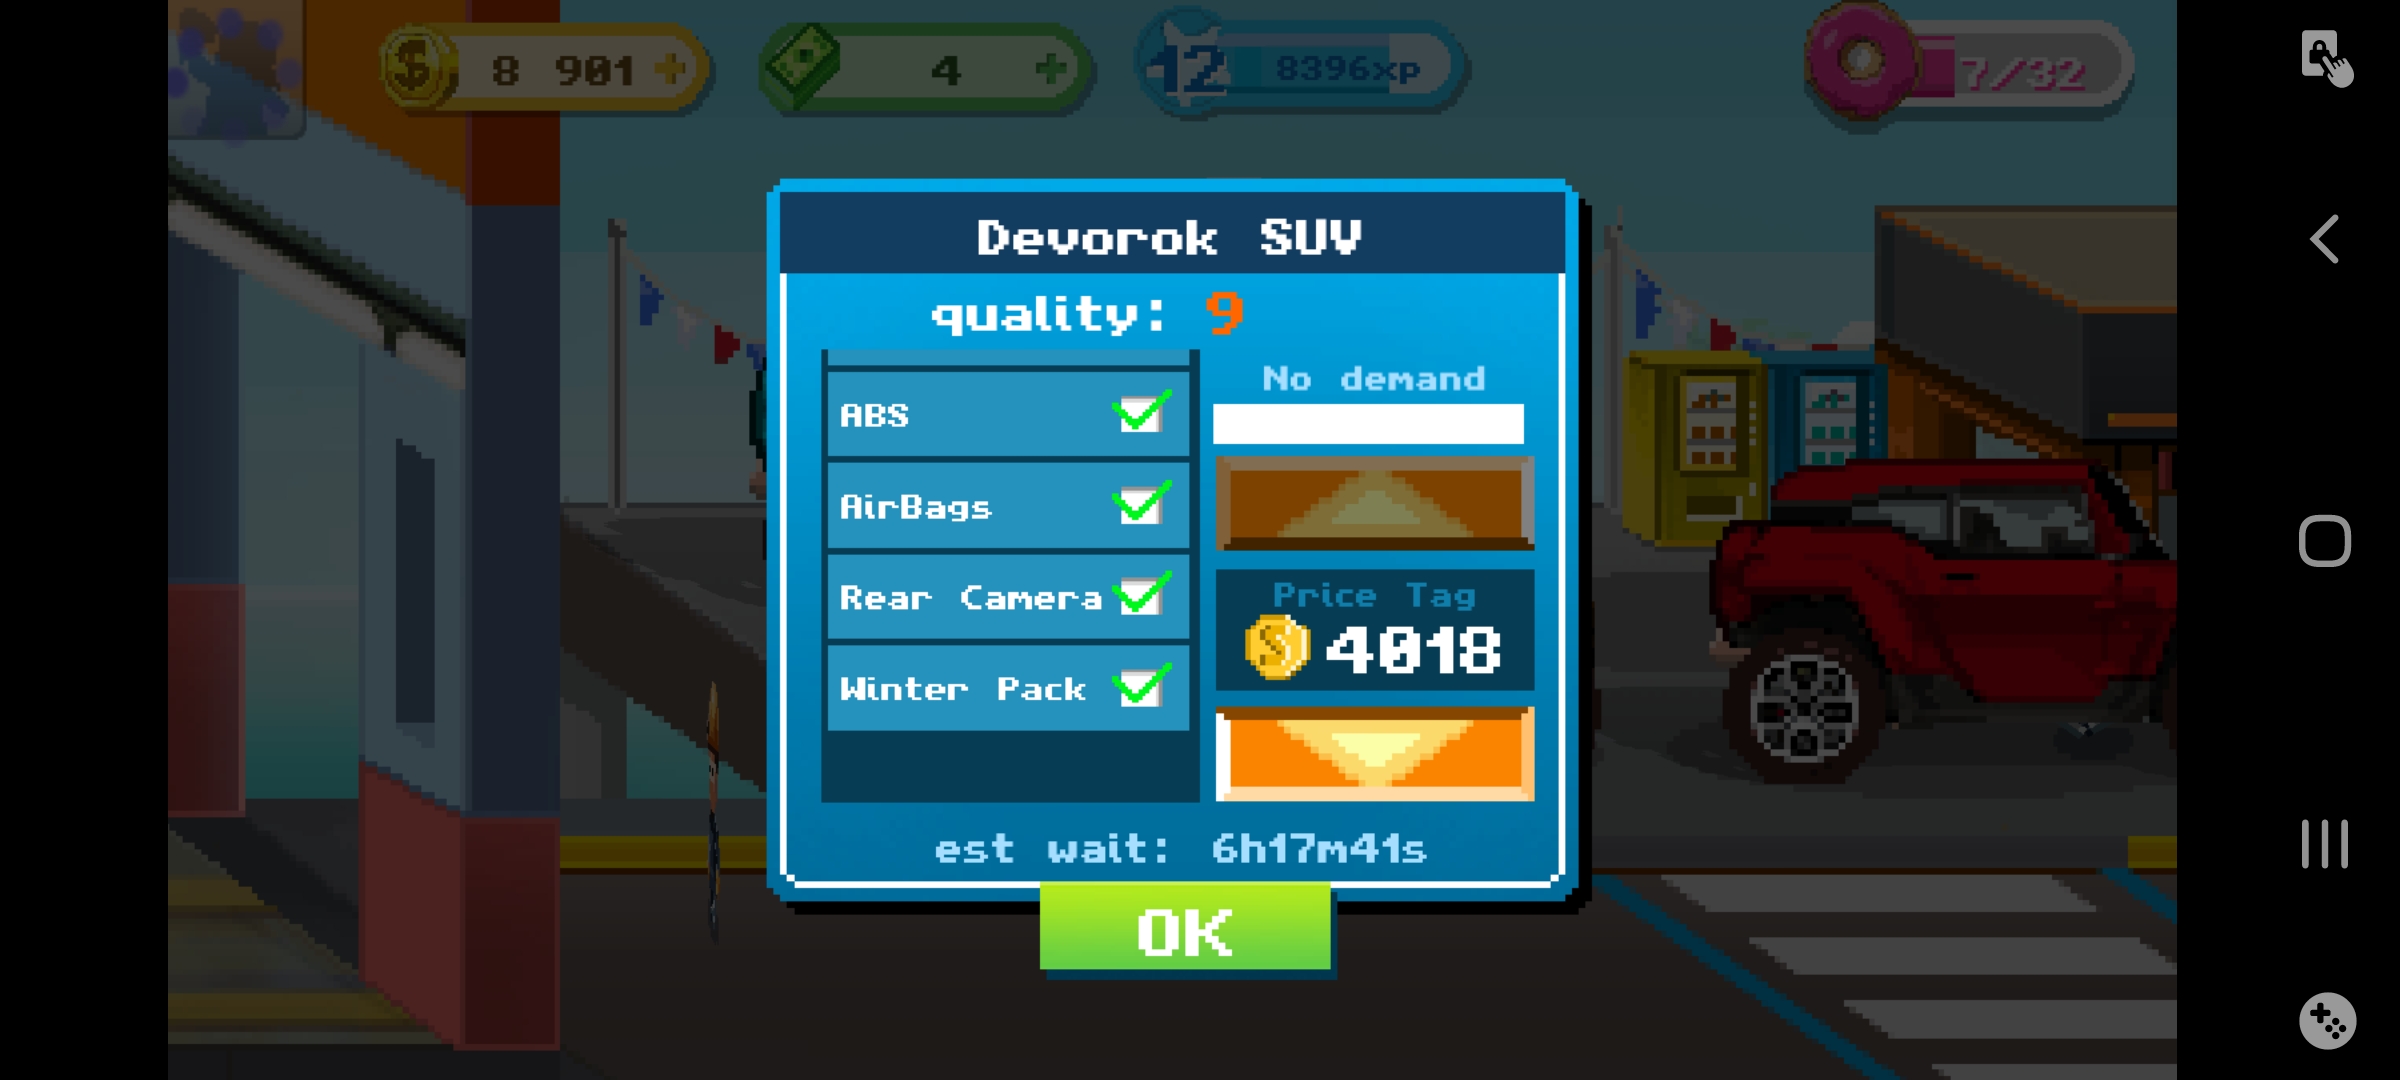 8 901
4
12
8396xp
7/32
Devorok SUV
quality: 9
No demand
ABS
AirBags
Rear Camera
Winter Pack
Price Tag
4018
est wait: 6h17m41s
OK